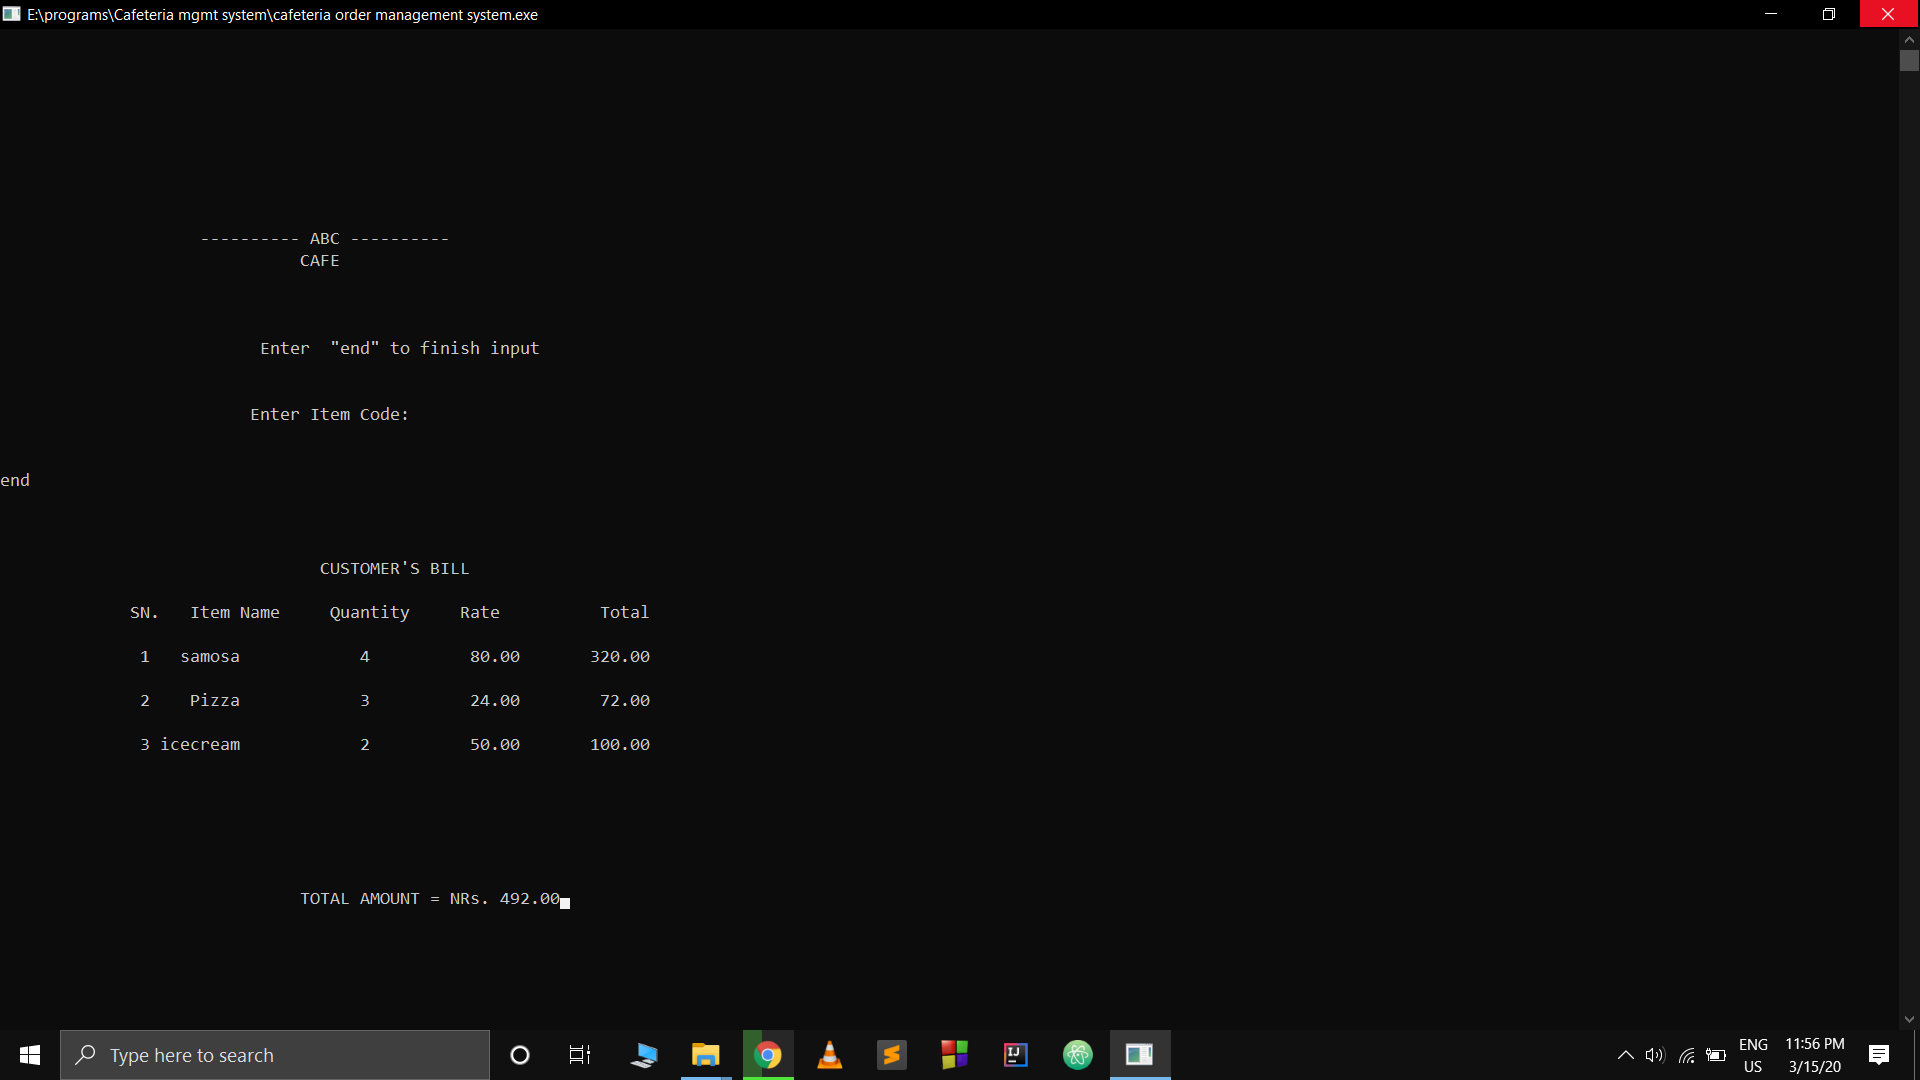 E:\programs\Cafeteria mgmt system\cafeteria order management system.exe
---------- ABC ----------
CAFE
Enter  "end" to finish input
Enter Item Code:
end
CUSTOMER'S BILL
SN. Item Name Quantity Rate Total
1 samosa 4 80.00 320.00
2 Pizza 3 24.00 72.00
3 icecream 2 50.00 100.00
TOTAL AMOUNT = NRs. 492.00
Type here to search
ENG
US
11:56 PM
3/15/20